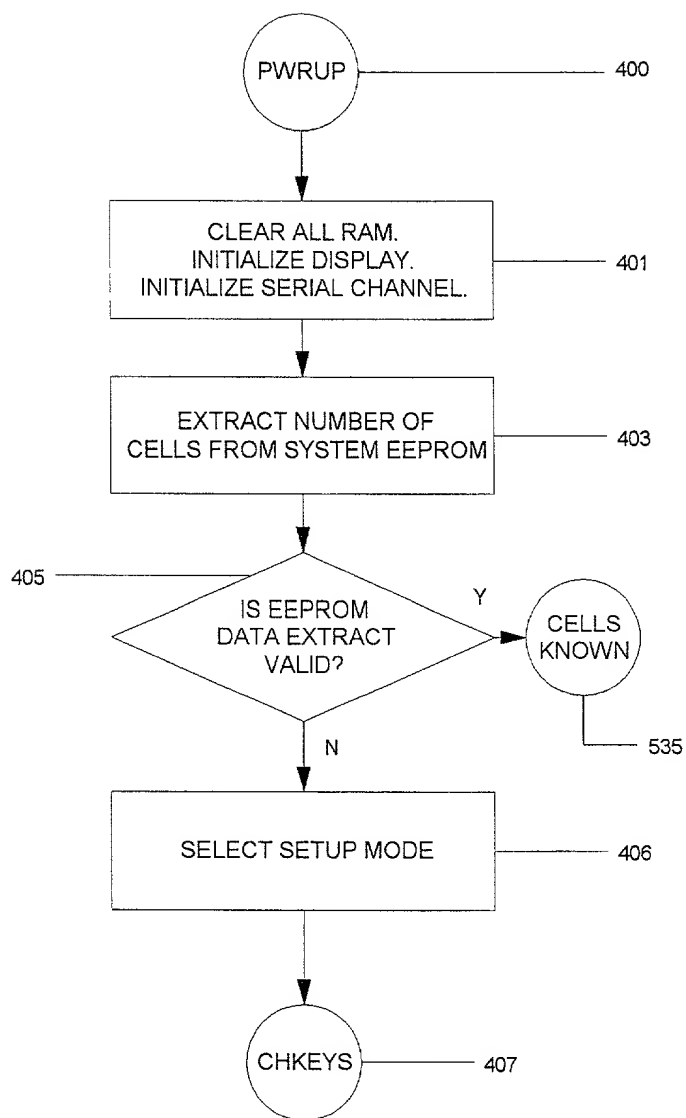 PWRUP
400
CLEAR ALL RAM.
INITIALIZE DISPLAY.
INITIALIZE SERIAL CHANNEL.
401
EXTRACT NUMBER OF
CELLS FROM SYSTEM EEPROM
403
405
IS EEPROM
DATA EXTRACT
VALID?
Y
CELLS
KNOWN
535
N
SELECT SETUP MODE
406
CHKEYS
407